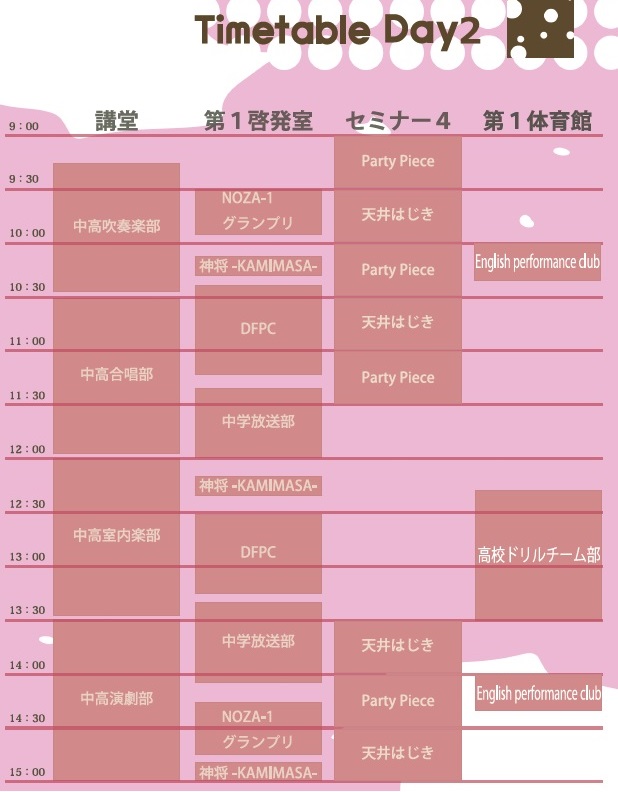 Timetable Day2
講堂 第１啓発室 セミナー４ 第１体育館
9：00
Party Piece
9：30
中高吹奏楽部
NOZA-1
グランプリ
天井はじき
10：00
神将 -KAMIMASA-
Party Piece
English performance club
10：30
DFPC
天井はじき
11：00
中高合唱部
Party Piece
11：30
中学放送部
12：00
神将 -KAMIMASA-
12：30
中高室内楽部
DFPC
高校ドリルチーム部
13：00
13：30
中学放送部
天井はじき
14：00
中高演劇部
Party Piece
English performance club
14：30
NOZA-1
グランプリ
天井はじき
神将 -KAMIMASA-
15：00